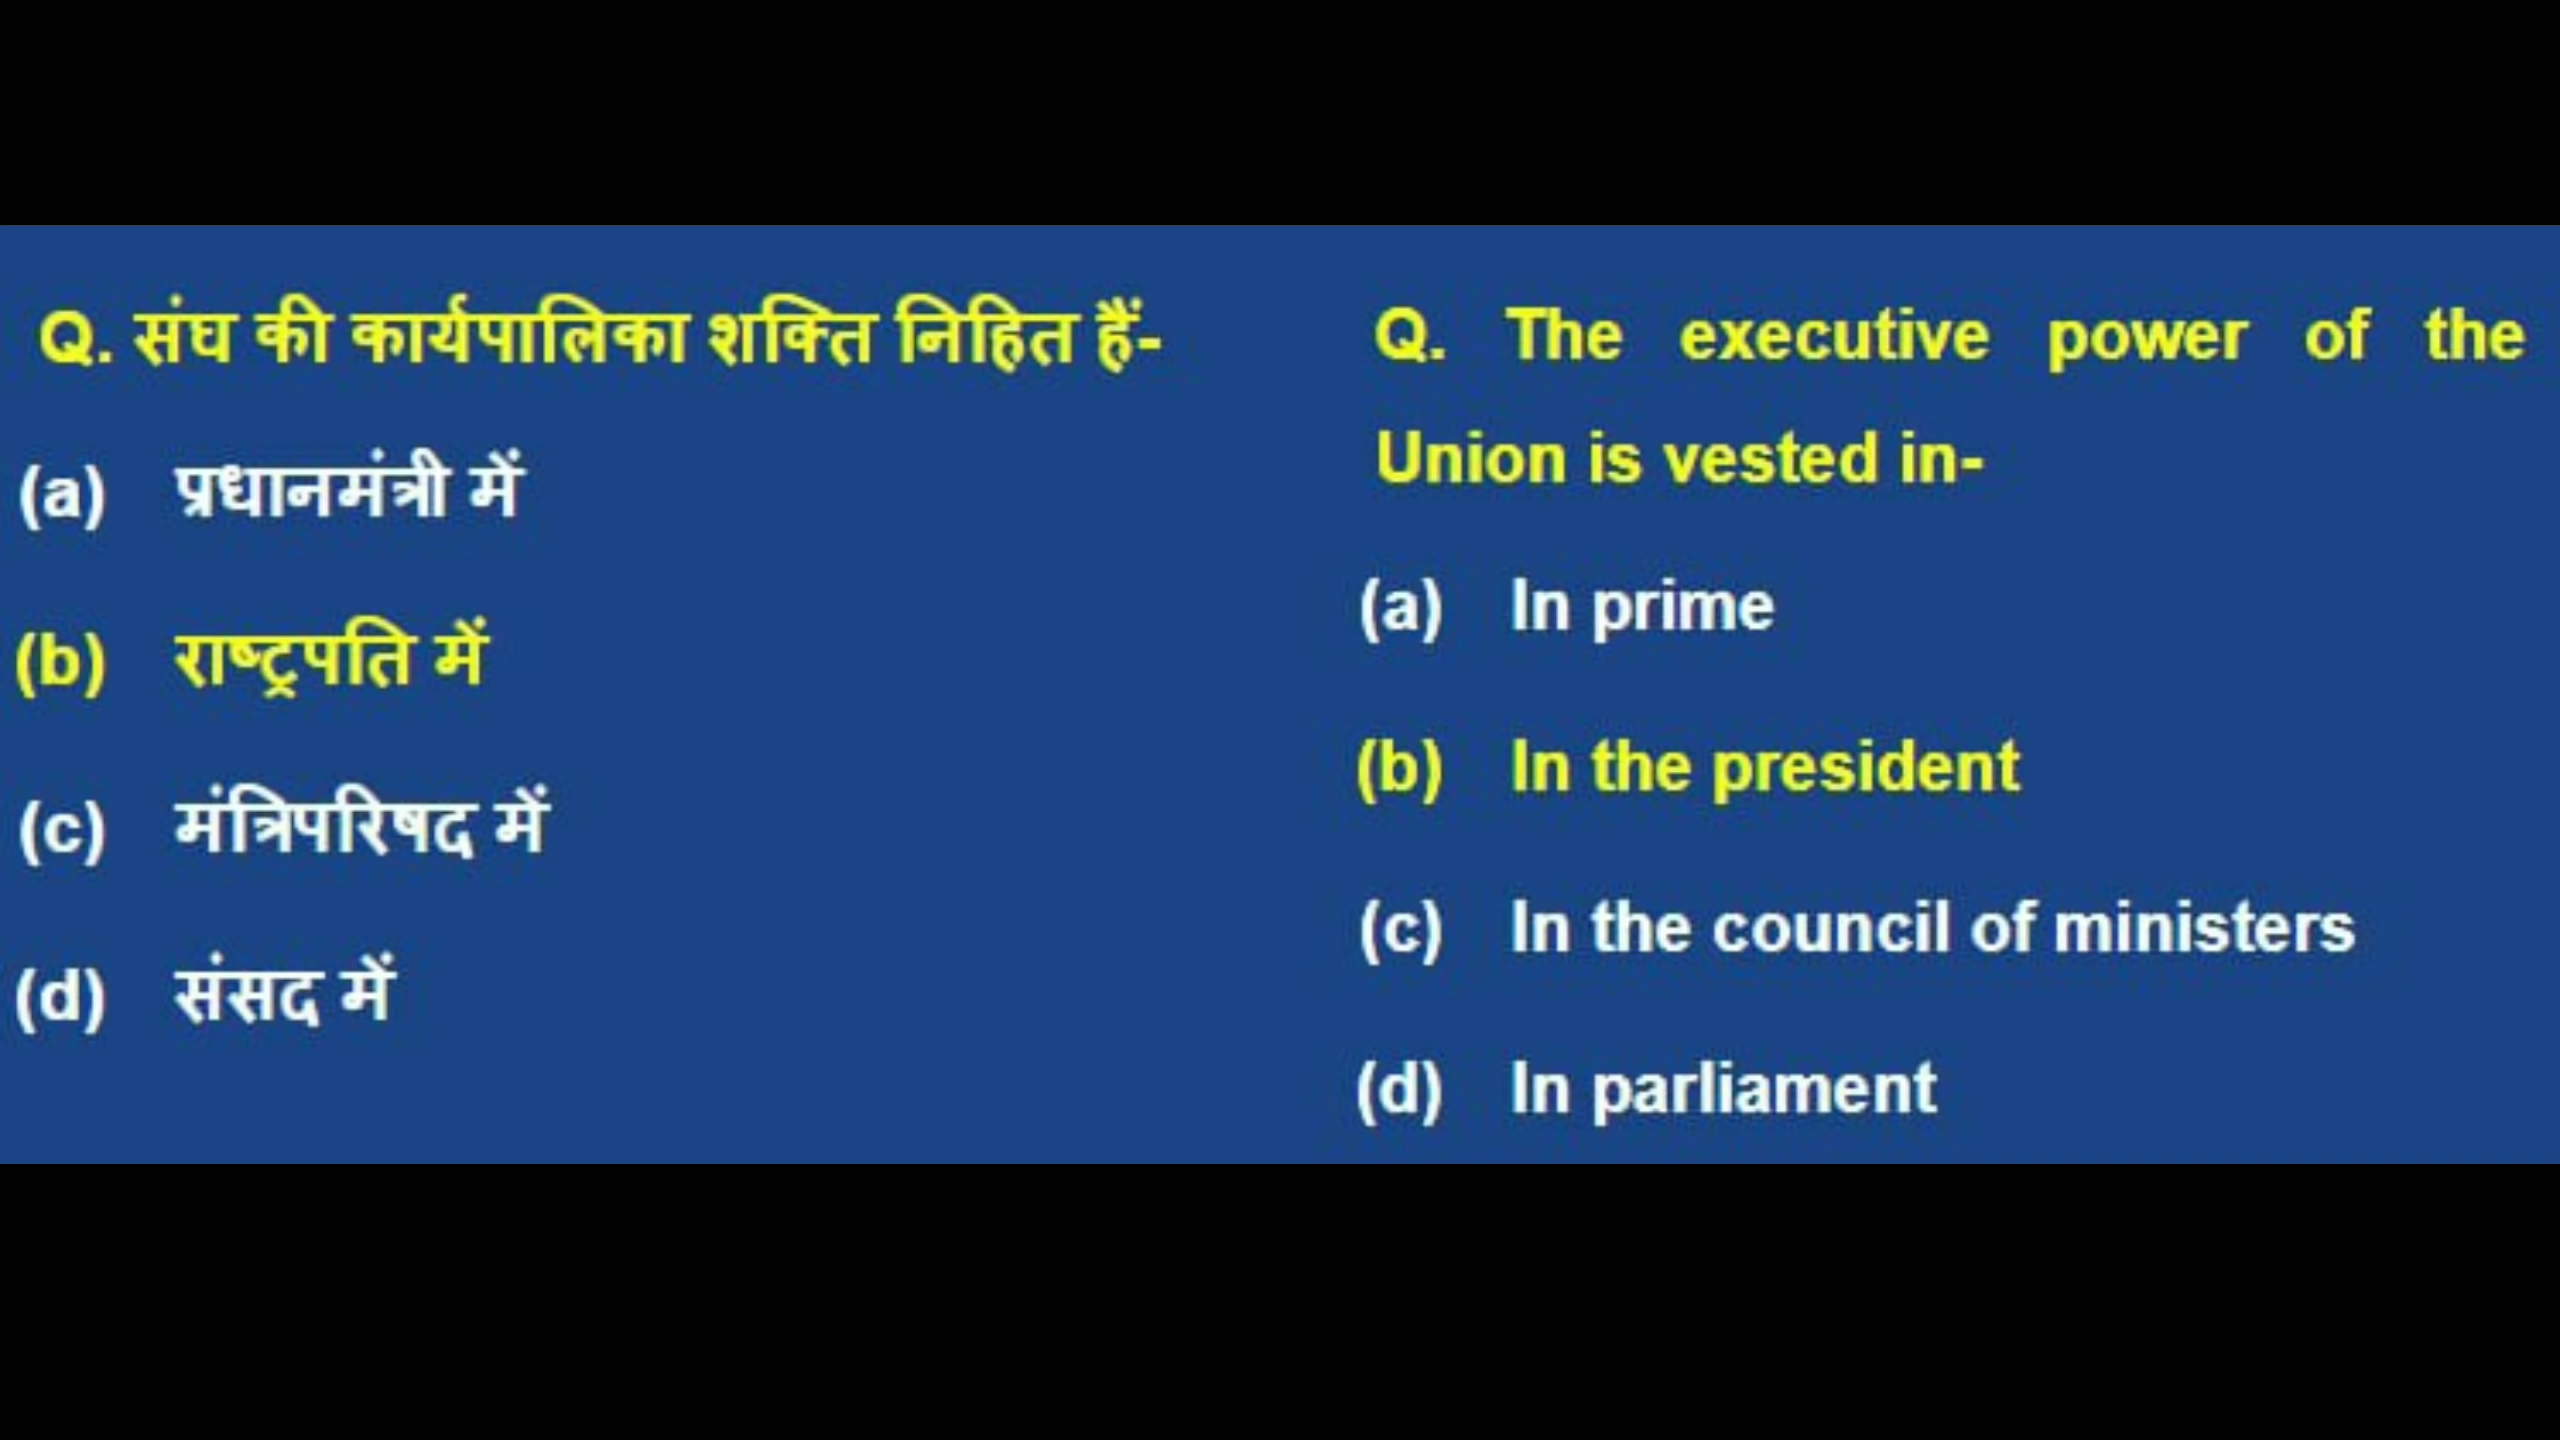 Q. संघ की कार्यपालिका शक्ति निहित हैं-
(a) प्रधानमंत्री में
(b) राष्ट्रपति में
(c) मंत्रिपरिषद में
(d) संसद में
Q. The executive power of the
Union is vested in-
(a) In prime
(b) In the president
(c) In the council of ministers
(d) In parliament